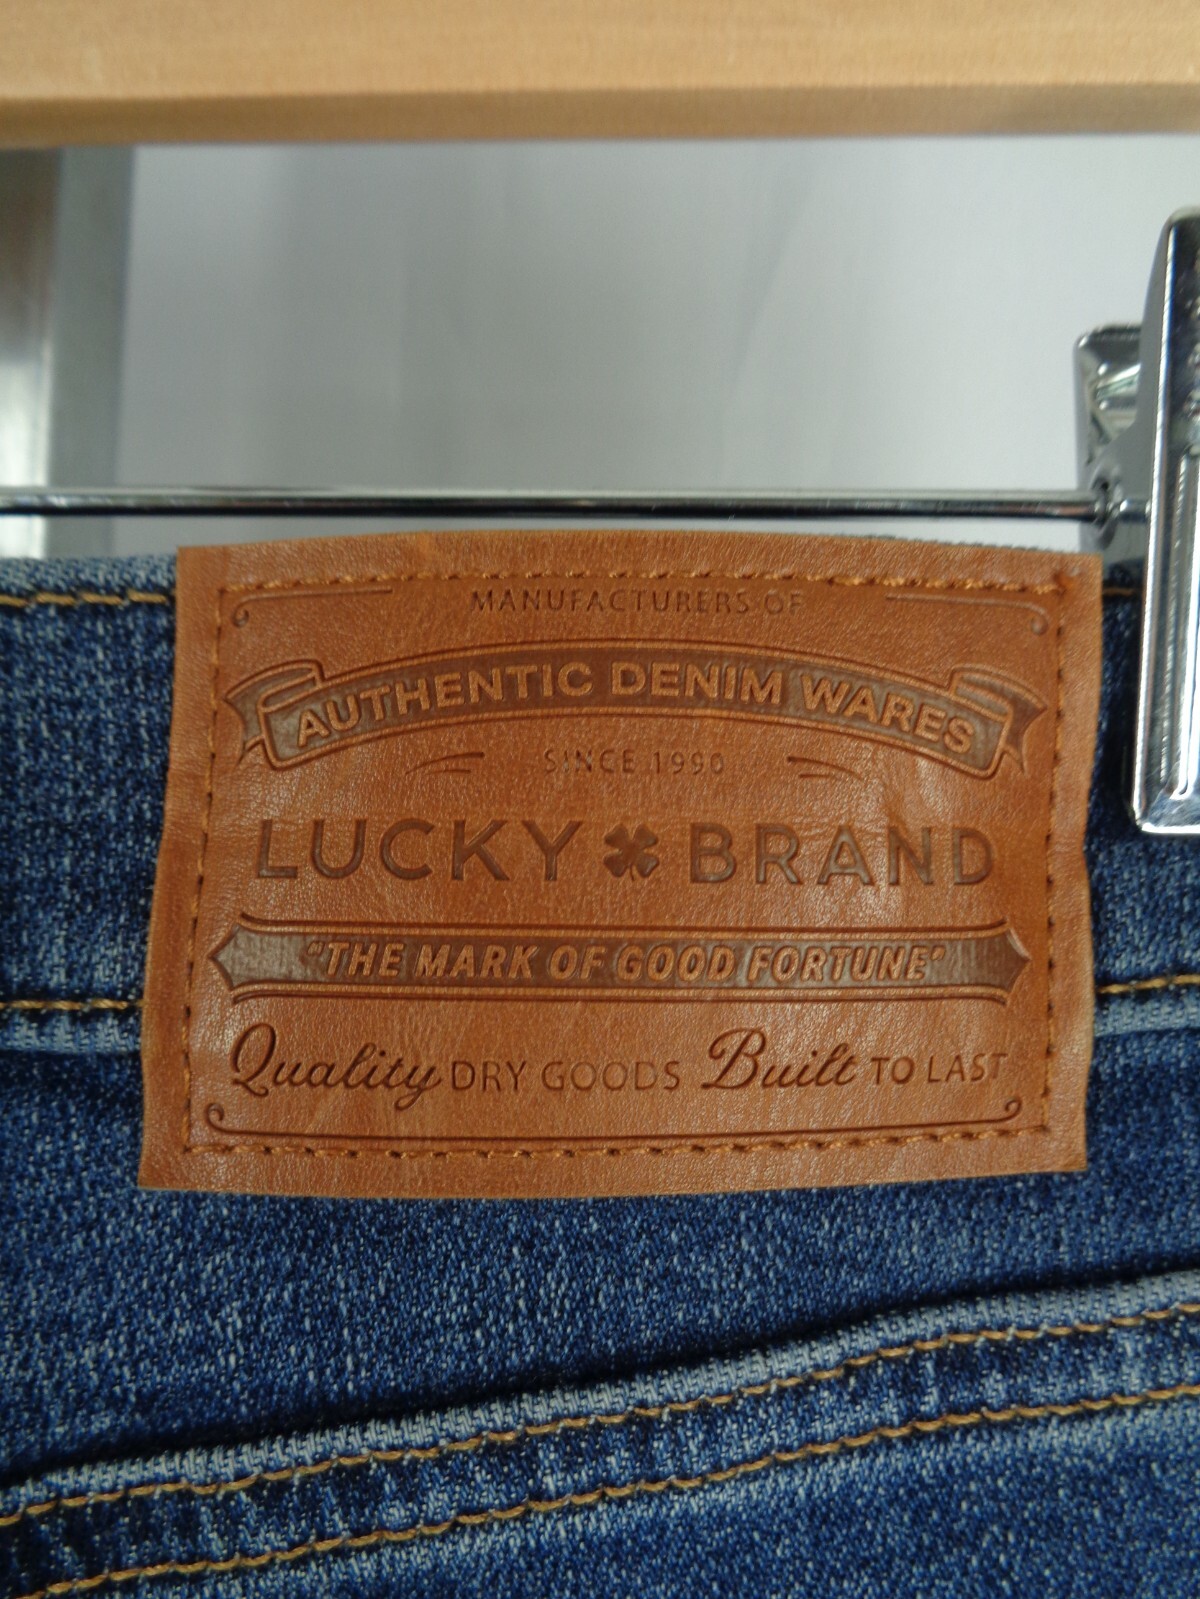 MANUFACTURERS OF
AUTHENTIC DENIM WARES
SINCE 1990
LUCKY BRAND
"THE MARK OF GOOD FORTUNE"
Quality DRY GOODS Built TO LAST